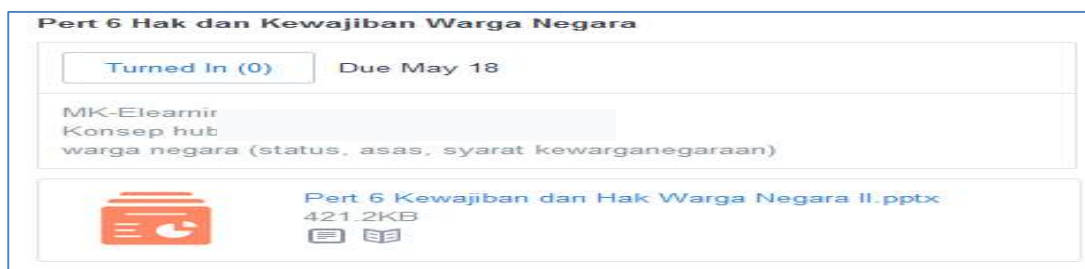 Pert 6 Hak dan Kewajiban Warga Negara
Turned In (0) Due May 18
Konsep
warga negara (status, asas, syarat kewarganegaraan)
Pert 6 Kewajiban dan Hak Warga Negara II.pptx
421.2KB